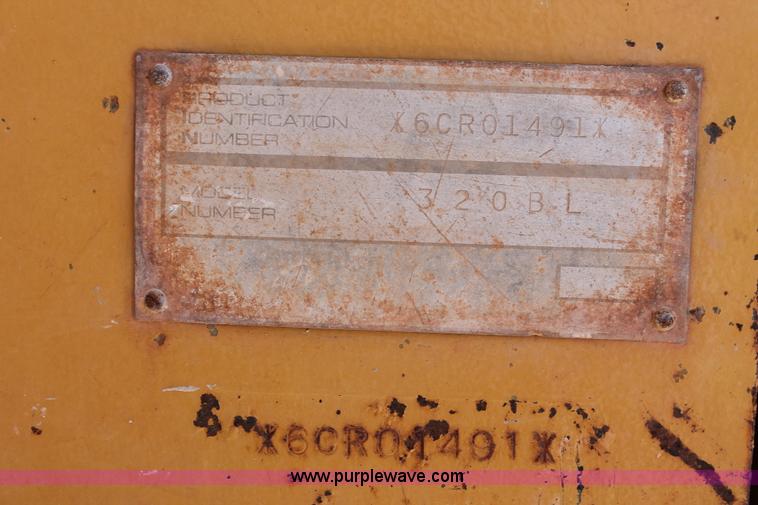 PRODUCT
IDENTIFICATION
NUMBER
X6CR01491X
MODEL
NUMBER
320BL
X6CR01491X
www.purplewave.com